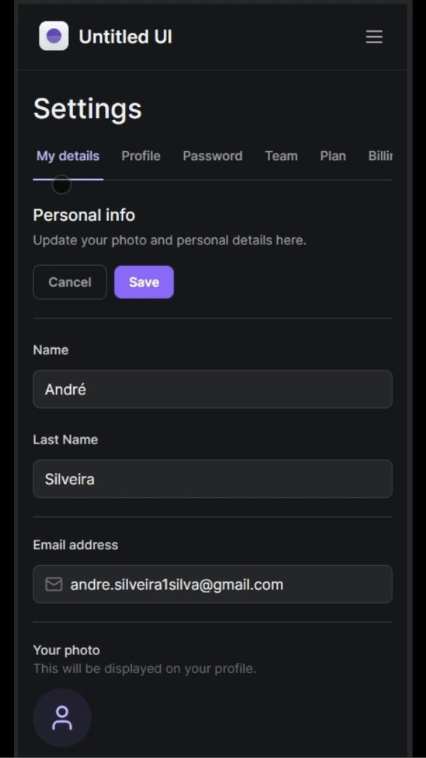 Untitled UI
Settings
My details Profile Password Team Plan Billin
Personal info
Update your photo and personal details here.
Cancel Save
Name
André
Last Name
Silveira
Email address
andre.silveira1silva@gmail.com
Your photo
This will be displayed on your profile.